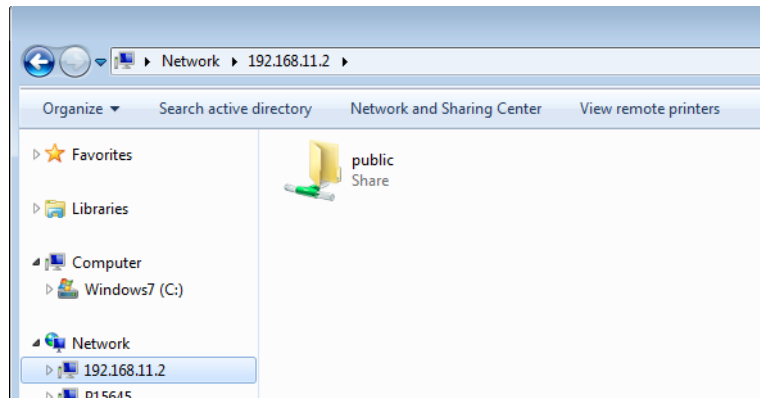 Network 192.168.11.2
Organize Search active directory Network and Sharing Center View remote printers
Favorites
Libraries
Computer
Windows7 (C:)
Network
192.168.11.2
P15645
public
Share